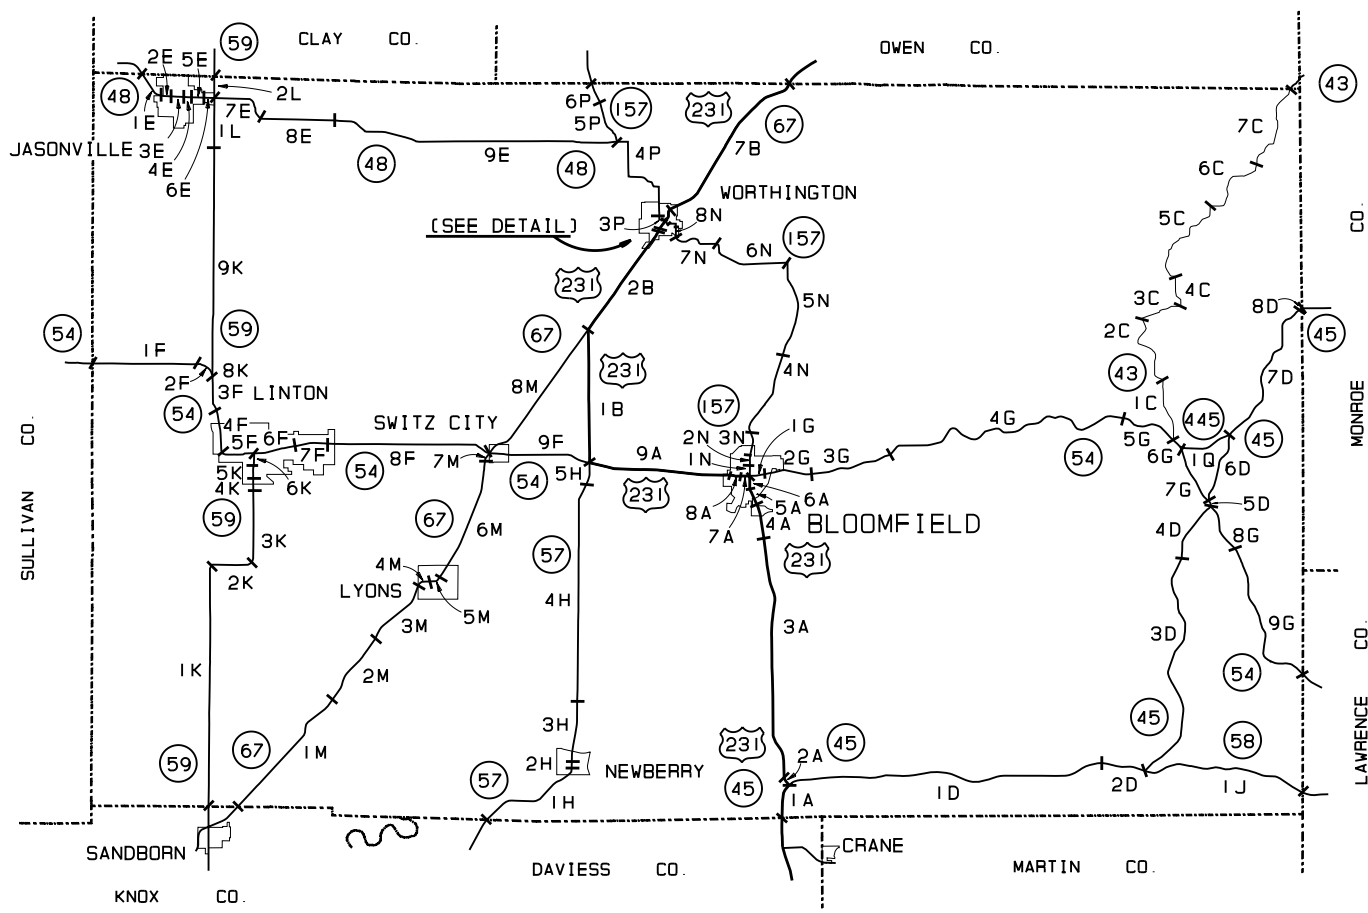 59
CLAY CO.
OWEN CO.
2E 5E
48
2L
6P
157
231
67
43
1E
7E
1L
8E
5P
7B
7C
JASONVILLE 3E
4E
6E
48
9E
48
4P
6C
WORTHINGTON
(SEE DETAIL)
3P
8N
5C
CO.
7N
6N
157
9K
231
2B
5N
4C
3C
8D
54
59
67
2C
45
1F
8K
2F
231
4N
43
7D
3F
LINTON
8M
MONROE
54
SWITZ CITY
1B
157
1G
1C
445
4G
4F
5F
6F
7F
8F
54
7M
9F
54
5H
9A
231
2N
3N
1N
2G
3G
54
5G
6G
1Q
6D
45
CO.
5K
4K
6K
59
67
6M
8A
7A
6A
5A
4A
BLOOMFIELD
7G
5D
SULLIVAN
3K
2K
57
231
4D
8G
4M
LYONS
5M
4H
3M
3A
3D
9G
CO.
1K
2M
54
45
3H
231
45
58
LAWRENCE
59
67
1M
2H
NEWBERRY
2A
57
1H
45
1A
1D
2D
1J
SANDBORN
CRANE
DAVIESS CO.
MARTIN CO.
KNOX CO.